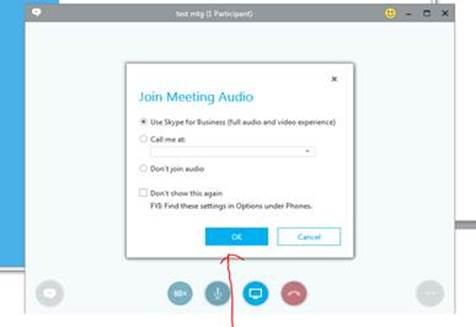 test mtg (1 Participant)
Join Meeting Audio
Use Skype for Business (full audio and video experience)
Call me at:
Don't join audio
Don't show this again
FYI: Find these settings in Options under Phones.
OK
Cancel